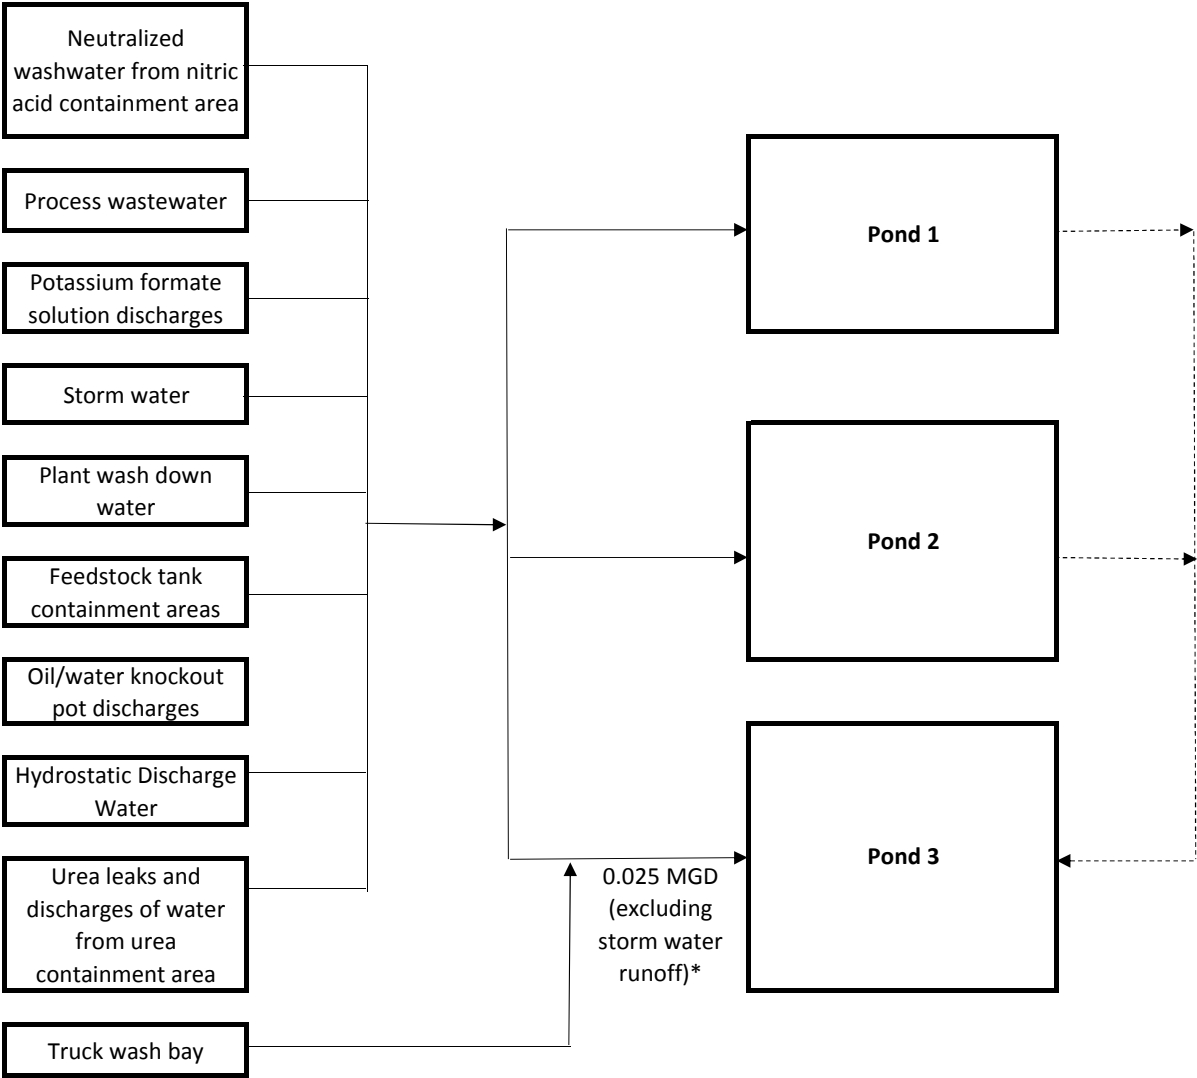 Neutralized
washwater from nitric
acid containment area
Process wastewater
Potassium formate
solution discharges
Storm water
Plant wash down
water
Feedstock tank
containment areas
Oil/water knockout
pot discharges
Hydrostatic Discharge
Water
Urea leaks and
discharges of water
from urea
containment area
Truck wash bay
Pond 1
Pond 2
Pond 3
0.025 MGD
(excluding
storm water
runoff)*